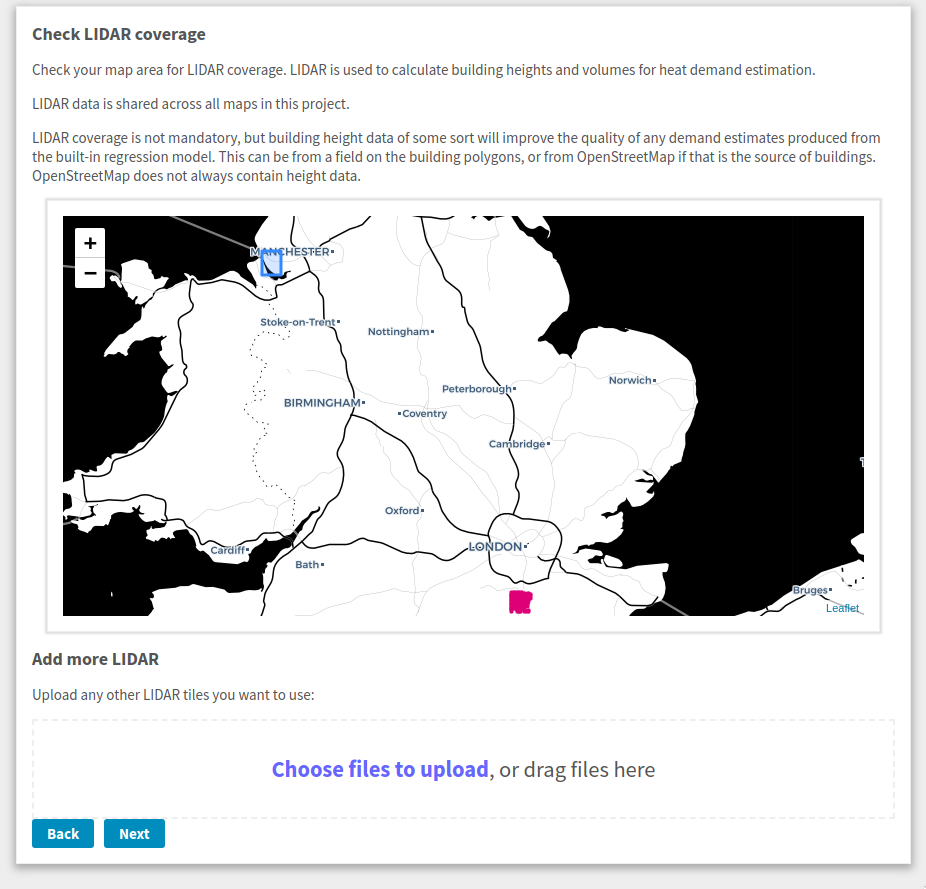 Check LIDAR coverage
Check your map area for LIDAR coverage. LIDAR is used to calculate building heights and volumes for heat demand estimation.
LIDAR data is shared across all maps in this project.
LIDAR coverage is not mandatory, but building height data of some sort will improve the quality of any demand estimates produced from
the built-in regression model. This can be from a field on the building polygons, or from OpenStreetMap if that is the source of buildings.
OpenStreetMap does not always contain height data.
+
−
MANCHESTER
Stoke-on-Trent
Nottingham
Norwich
Peterborough
BIRMINGHAM
Coventry
Cambridge
Oxford
LONDON
Cardiff
Bath
Bruges
Leaflet
Add more LIDAR
Upload any other LIDAR tiles you want to use:
Choose files to upload, or drag files here
Back Next